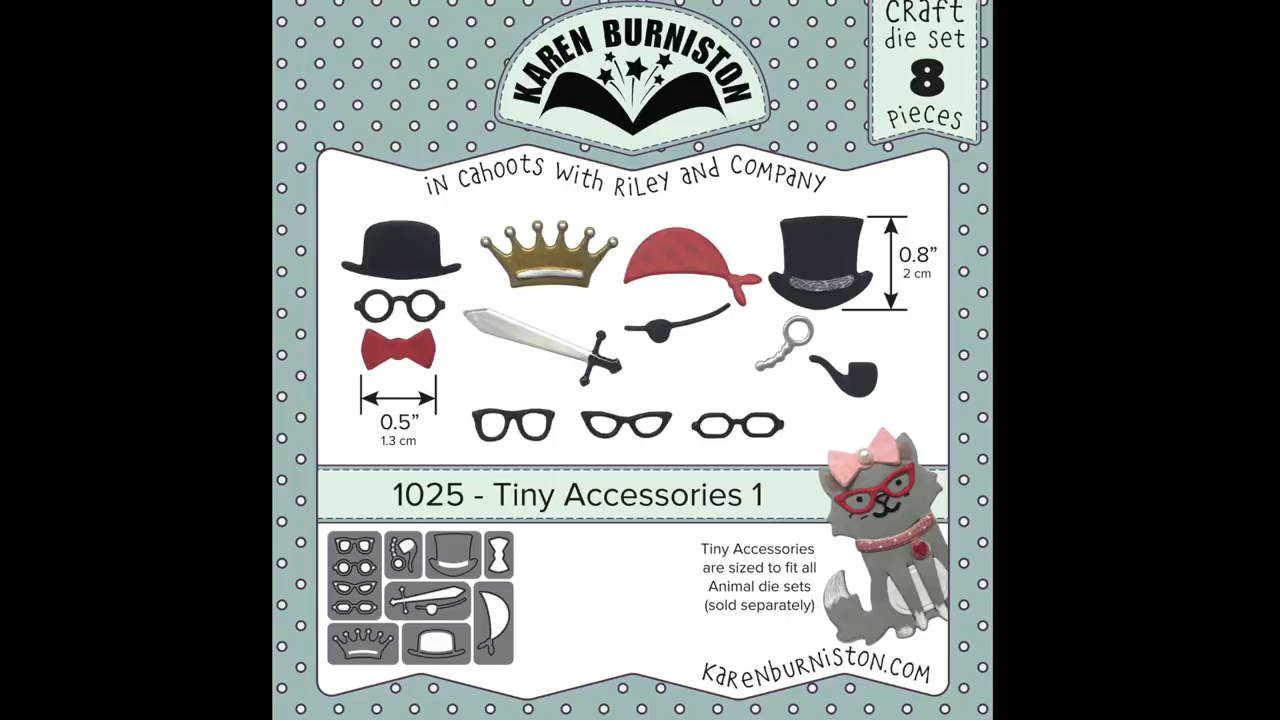 KAREN BURNISTON
CRaft
die set
8
pieces
iN cahoots with RiLey aNd COMPaNy
0.8”
2 cm
0.5”
1.3 cm
1025 - Tiny Accessories 1
Tiny Accessories
are sized to fit all
Animal die sets
(sold separately)
KaReNBURNiSTON.COM